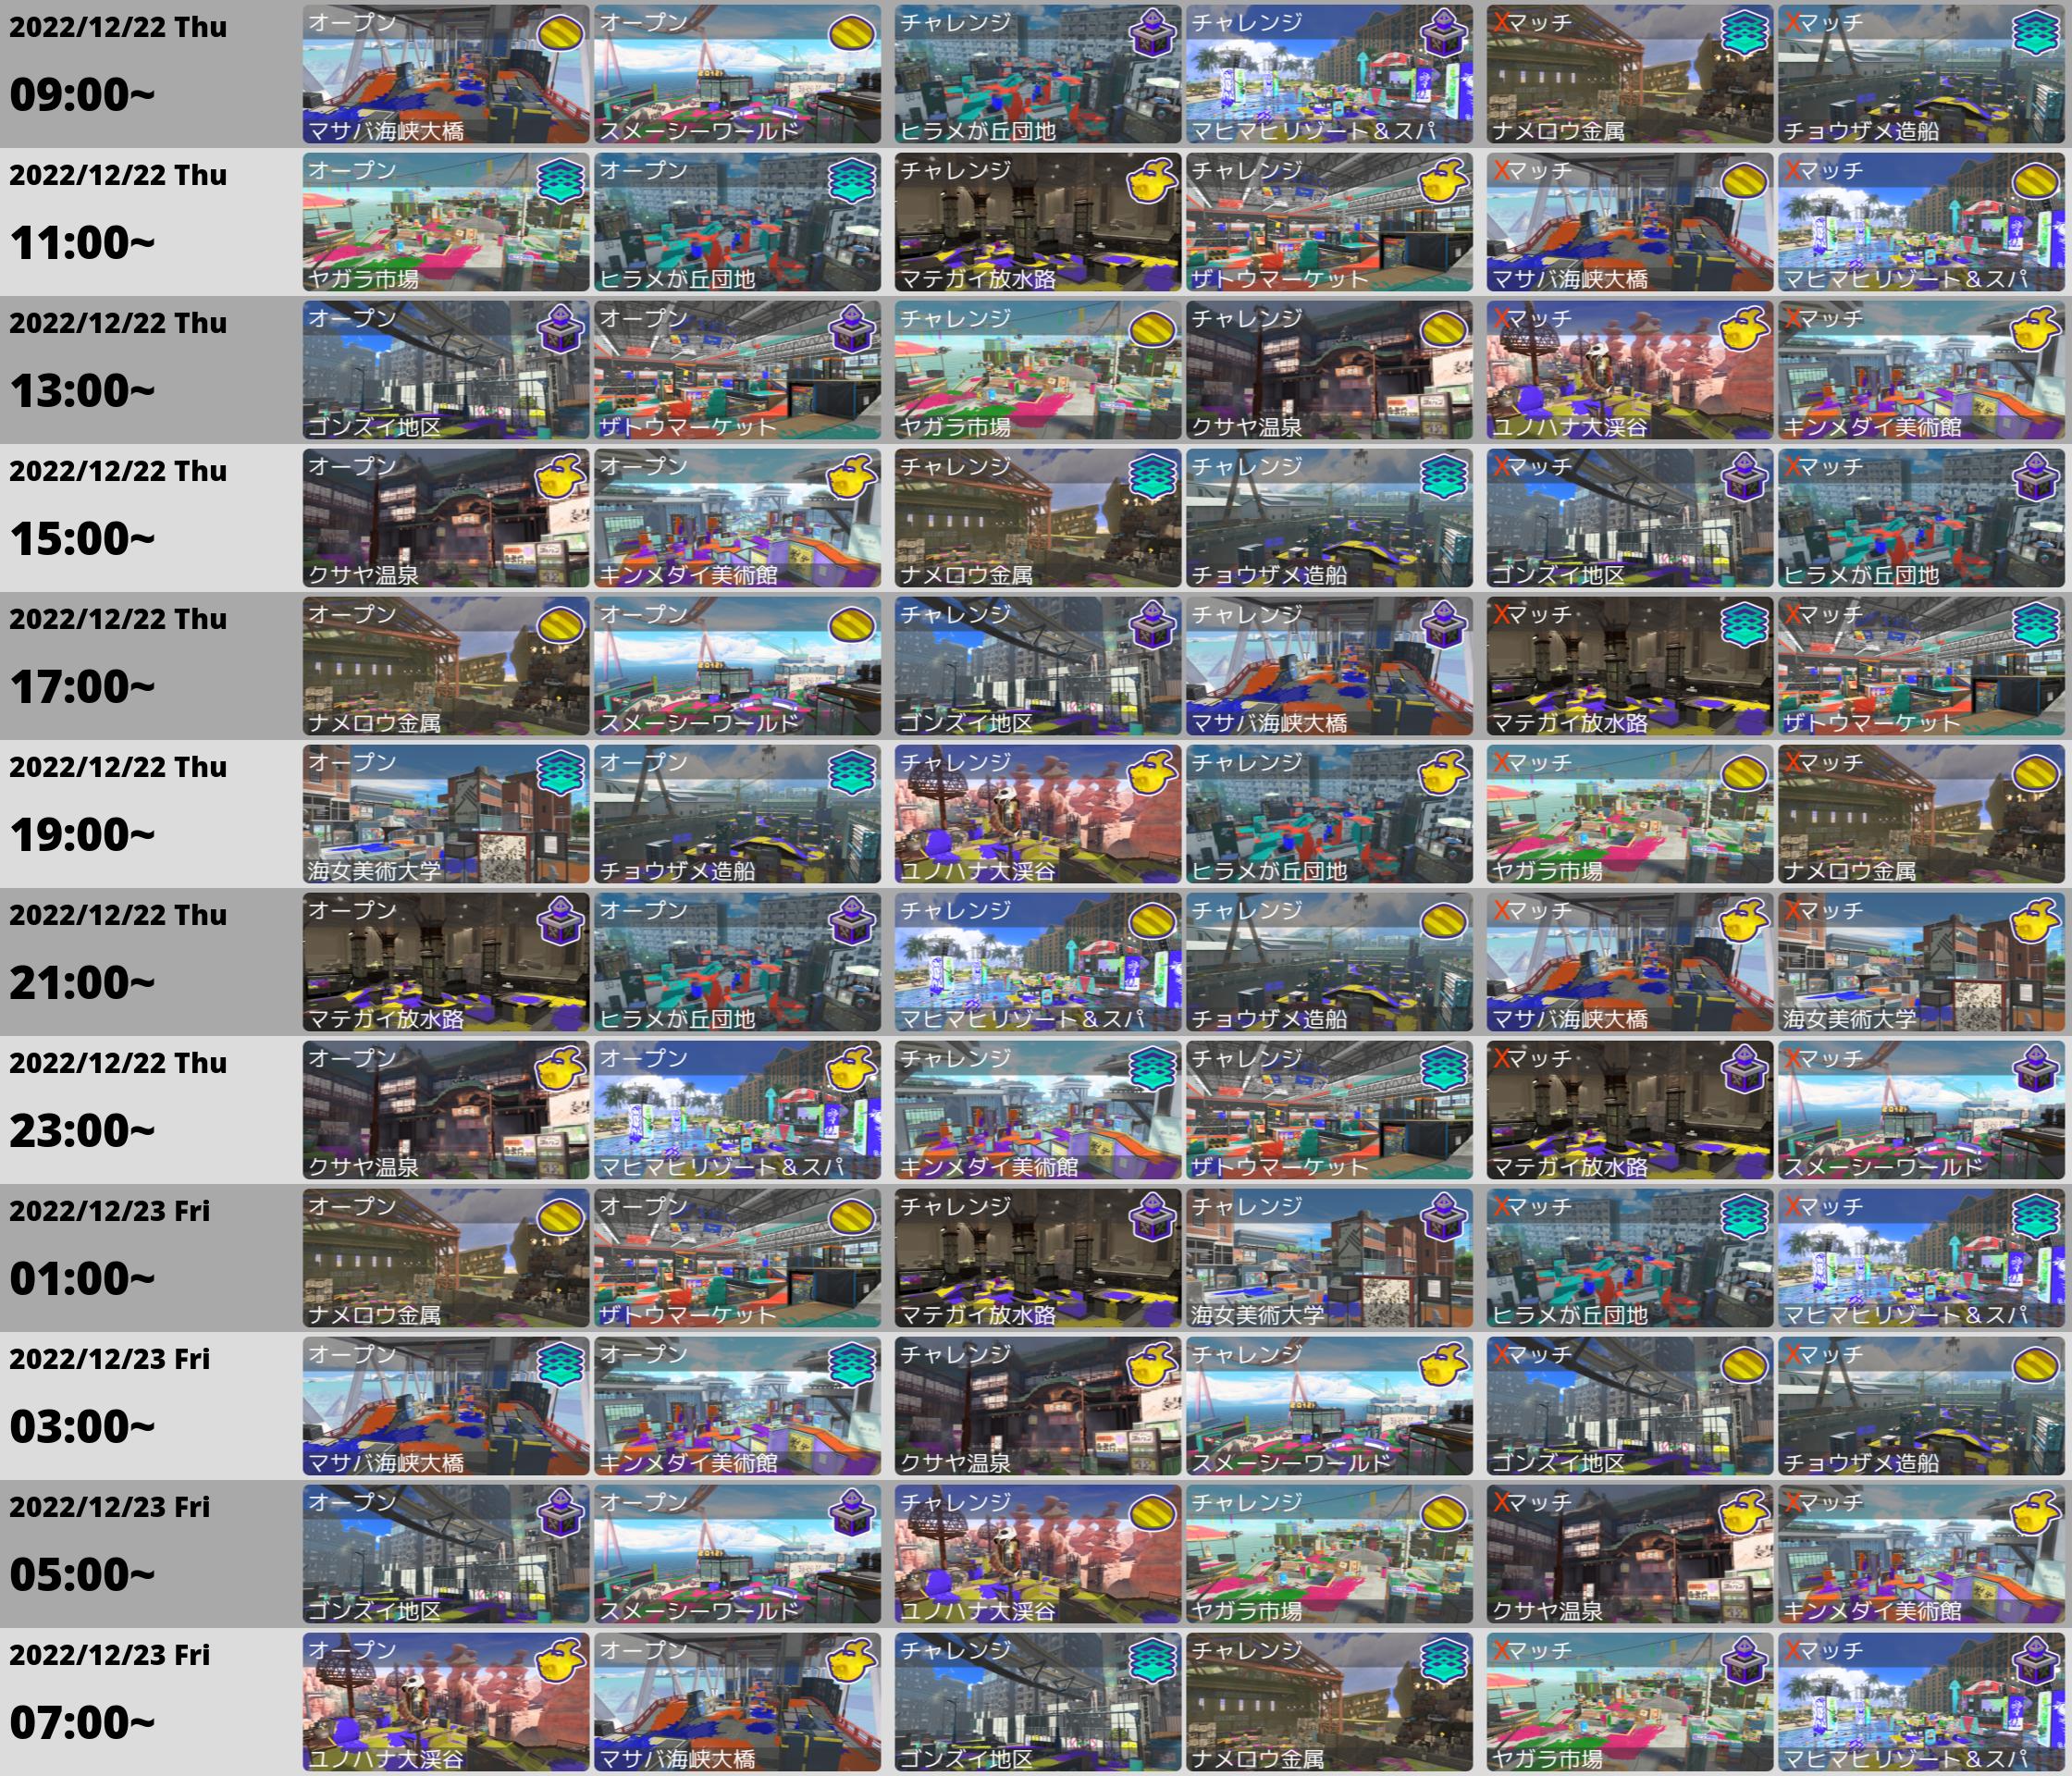 2022/12/22 Thu
09:00~
オープン オープン チャレンジ チャレンジ Xマッチ Xマッチ
マサバ海峡大橋 スメーシーワールド ヒラメが丘団地 マヒマヒリゾート＆スパ ナメロウ金属 チョウザメ造船
2022/12/22 Thu
11:00~
オープン オープン チャレンジ チャレンジ Xマッチ Xマッチ
ヤガラ市場 ヒラメが丘団地 マテガイ放水路 ザトウマーケット マサバ海峡大橋 マヒマヒリゾート＆スパ
2022/12/22 Thu
13:00~
オープン オープン チャレンジ チャレンジ Xマッチ Xマッチ
ゴンズイ地区 ザトウマーケット ヤガラ市場 クサヤ温泉 ユノハナ大渓谷 キンメダイ美術館
2022/12/22 Thu
15:00~
オープン オープン チャレンジ チャレンジ Xマッチ Xマッチ
クサヤ温泉 キンメダイ美術館 ナメロウ金属 チョウザメ造船 ゴンズイ地区 ヒラメが丘団地
2022/12/22 Thu
17:00~
オープン オープン チャレンジ チャレンジ Xマッチ Xマッチ
ナメロウ金属 スメーシーワールド ゴンズイ地区 マサバ海峡大橋 マテガイ放水路 ザトウマーケット
2022/12/22 Thu
19:00~
オープン オープン チャレンジ チャレンジ Xマッチ Xマッチ
海女美術大学 チョウザメ造船 ユノハナ大渓谷 ヒラメが丘団地 ヤガラ市場 ナメロウ金属
2022/12/22 Thu
21:00~
オープン オープン チャレンジ チャレンジ Xマッチ Xマッチ
マテガイ放水路 ヒラメが丘団地 マヒマヒリゾート＆スパ チョウザメ造船 マサバ海峡大橋 海女美術大学
2022/12/22 Thu
23:00~
オープン オープン チャレンジ チャレンジ Xマッチ Xマッチ
クサヤ温泉 マヒマヒリゾート＆スパ キンメダイ美術館 ザトウマーケット マテガイ放水路 スメーシーワールド
2022/12/23 Fri
01:00~
オープン オープン チャレンジ チャレンジ Xマッチ Xマッチ
ナメロウ金属 ザトウマーケット マテガイ放水路 海女美術大学 ヒラメが丘団地 マヒマヒリゾート＆スパ
2022/12/23 Fri
03:00~
オープン オープン チャレンジ チャレンジ Xマッチ Xマッチ
マサバ海峡大橋 キンメダイ美術館 クサヤ温泉 スメーシーワールド ゴンズイ地区 チョウザメ造船
2022/12/23 Fri
05:00~
オープン オープン チャレンジ チャレンジ Xマッチ Xマッチ
ゴンズイ地区 スメーシーワールド ユノハナ大渓谷 ヤガラ市場 クサヤ温泉 キンメダイ美術館
2022/12/23 Fri
07:00~
オープン オープン チャレンジ チャレンジ Xマッチ Xマッチ
ユノハナ大渓谷 マサバ海峡大橋 ゴンズイ地区 ナメロウ金属 ヤガラ市場 マヒマヒリゾート＆スパ